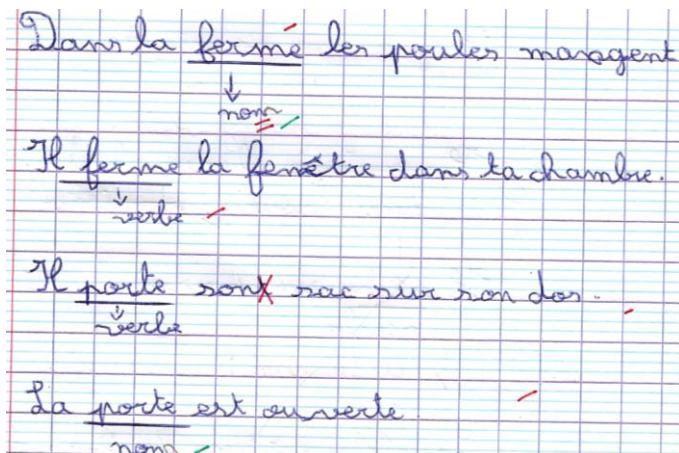 Dans la fermé les poules mangent
↓
nom
Il ferme la fenêtre dans ta chambre.
↓
verbe
Il porte sont sac sur son dos.
↓
verbe
La porte est ouverte.
nom